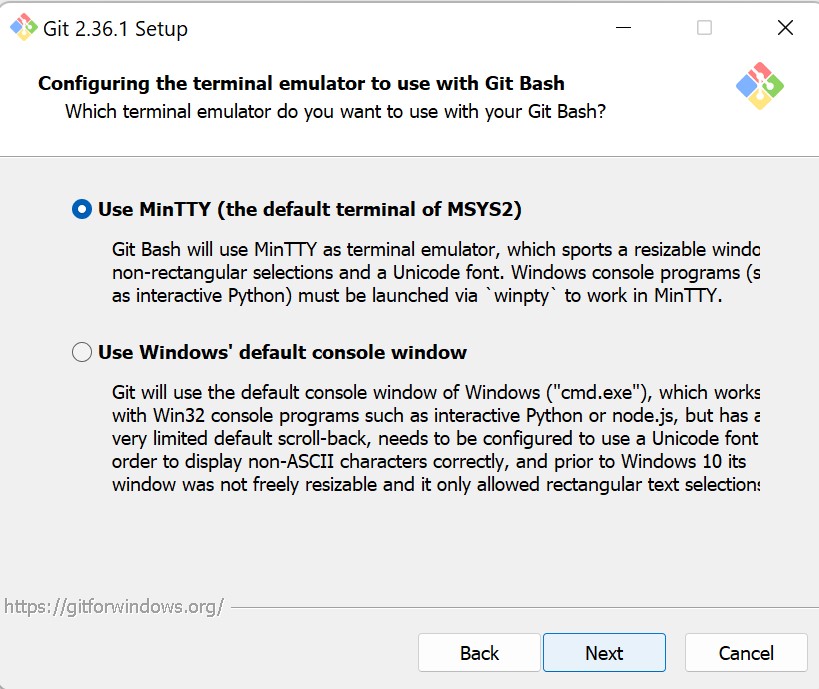 Git 2.36.1 Setup
Configuring the terminal emulator to use with Git Bash
Which terminal emulator do you want to use with your Git Bash?
Use MinTTY (the default terminal of MSYS2)
Git Bash will use MinTTY as terminal emulator, which sports a resizable
non-rectangular selections and a Unicode font. Windows console programs
as interactive Python) must be launched via `winpty` to work in MinTTY.
Use Windows' default console window
Git will use the default console window of Windows ("cmd.exe"), which works
with Win32 console programs such as interactive Python or node.js, but has
very limited default scroll-back, needs to be configured to use a Unicode font
order to display non-ASCII characters correctly, and prior to Windows 10 its
window was not freely resizable and it only allowed rectangular text selections
https://gitforwindows.org/
Back
Next
Cancel